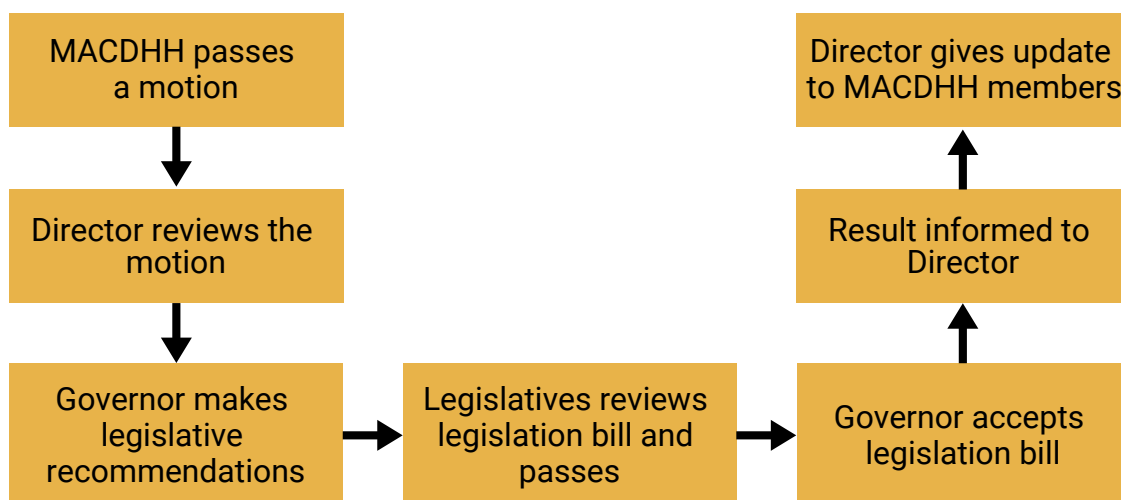 MACDHH passes
a motion
Director reviews the
motion
Governor makes
legislative
recommendations
Legislatives reviews
legislation bill and
passes
Governor accepts
legislation bill
Result informed to
Director
Director gives update
to MACDHH members